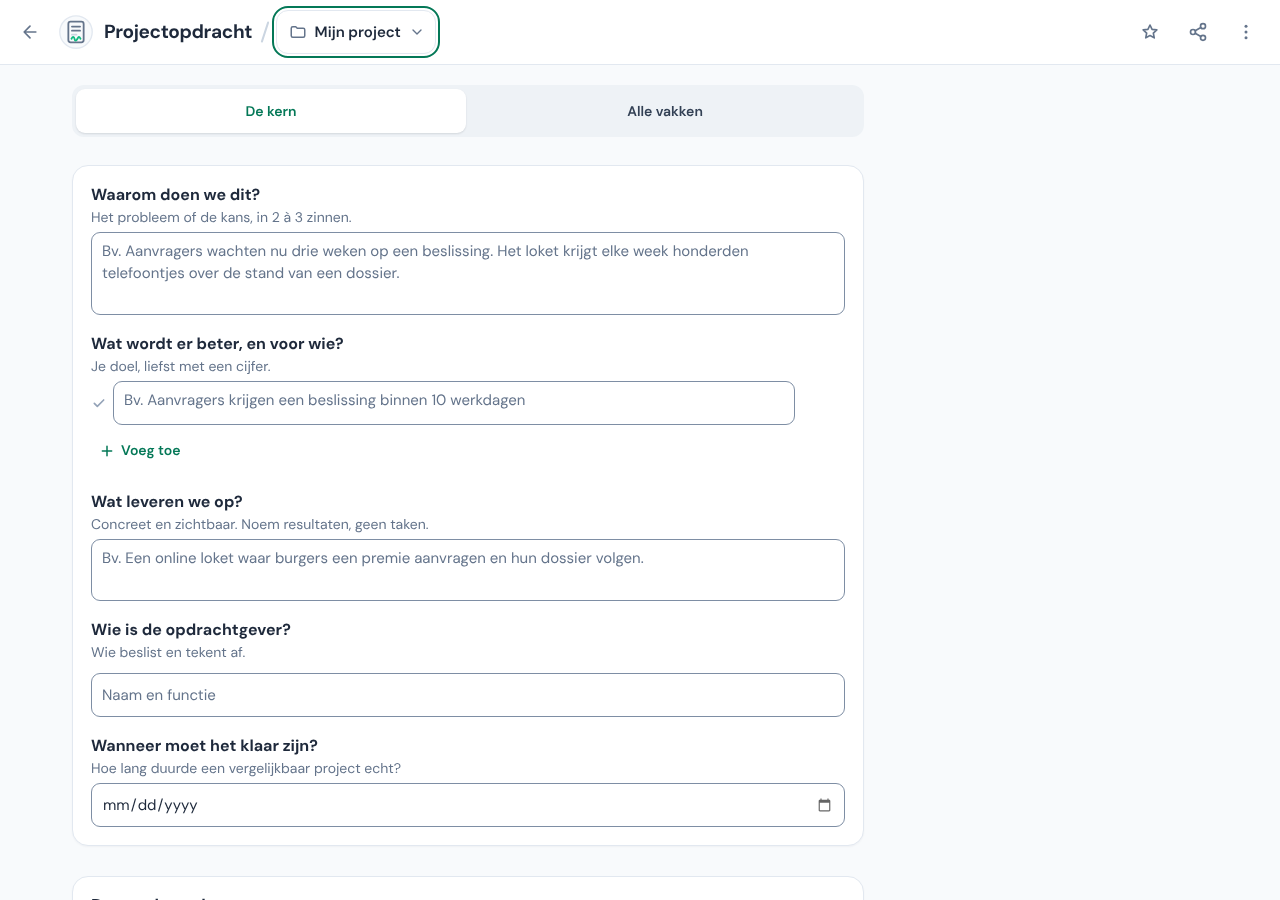 Projectopdracht / Mijn project
De kern
Alle vakken
Waarom doen we dit?
Het probleem of de kans, in 2 à 3 zinnen.
Bv. Aanvragers wachten nu drie weken op een beslissing. Het loket krijgt elke week honderden
telefoontjes over de stand van een dossier.
Wat wordt er beter, en voor wie?
Je doel, liefst met een cijfer.
Bv. Aanvragers krijgen een beslissing binnen 10 werkdagen
Voeg toe
Wat leveren we op?
Concreet en zichtbaar. Noem resultaten, geen taken.
Bv. Een online loket waar burgers een premie aanvragen en hun dossier volgen.
Wie is de opdrachtgever?
Wie beslist en tekent af.
Naam en functie
Wanneer moet het klaar zijn?
Hoe lang duurde een vergelijkbaar project echt?
mm/dd/yyyy